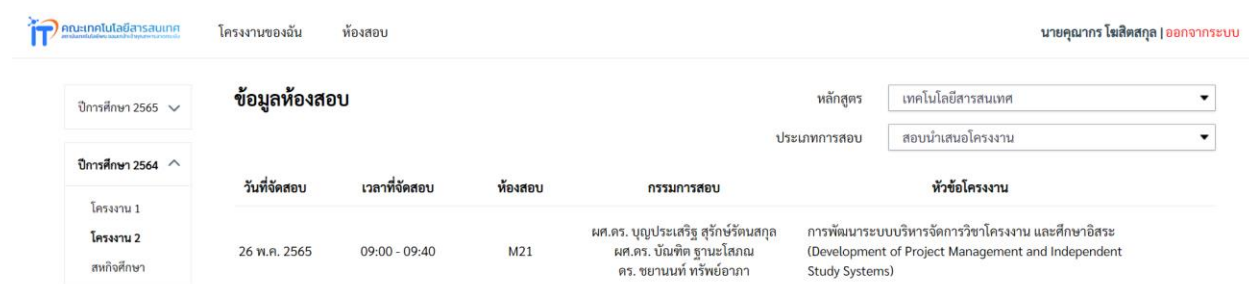 คณะเทคโนโลยีสารสนเทศ
โครงงานของฉัน ห้องสอบ
นายคุณากร โฆสิตสกุล | ออกจากระบบ
ปีการศึกษา 2565
ปีการศึกษา 2564
โครงงาน 1
โครงงาน 2
สหกิจศึกษา
ข้อมูลห้องสอบ
หลักสูตร เทคโนโลยีสารสนเทศ
ประเภทการสอบ สอบนำเสนอโครงงาน
วันที่จัดสอบ เวลาที่จัดสอบ ห้องสอบ กรรมการสอบ หัวข้อโครงงาน
26 พ.ค. 2565 09:00 - 09:40 M21
ผศ.ดร. บุญประเสริฐ สุรักษ์รัตนสกุล
ผศ.ดร. บัณฑิต ฐานะโสภณ
ดร. ชยานนท์ ทรัพย์อาภา
การพัฒนาระบบบริหารจัดการวิชาโครงงาน และศึกษาอิสระ
(Development of Project Management and Independent
Study Systems)